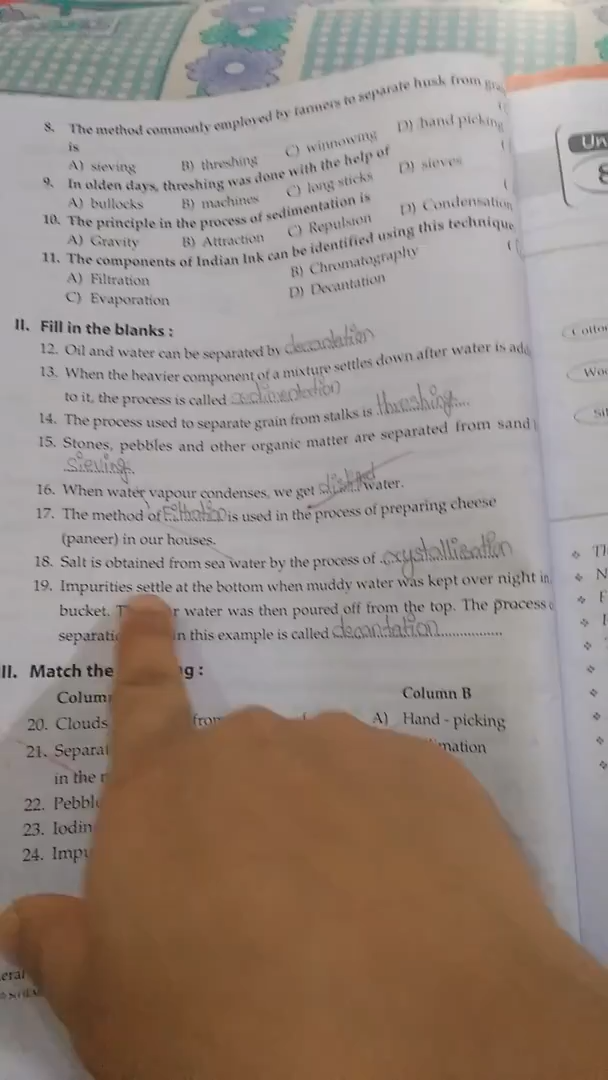 8. The method commonly employed by farmers to separate husk from
is
A) sieving B) threshing C) winnowing D) hand picking
9. In olden days, threshing was done with the help of
A) bullocks B) machines C) long sticks D) sieves
10. The principle in the process of sedimentation is
A) Gravity B) Attraction C) Repulsion D) Condensation
11. The components of Indian Ink can be identified using this technique
A) Filtration B) Chromatography
C) Evaporation D) Decantation
II. Fill in the blanks :
12. Oil and water can be separated by decantation
13. When the heavier component of a mixture settles down after water is
to it, the process is called sedimentation
14. The process used to separate grain from stalks is threshing....
15. Stones, pebbles and other organic matter are separated from sand
sieving.
16. When water vapour condenses, we get water.
17. The method of Filtration is used in the process of preparing cheese
(paneer) in our houses.
18. Salt is obtained from sea water by the process of crystallisation
19. Impurities settle at the bottom when muddy water was kept over night in
bucket. water was then poured off from the top. The process
in this example is called decantation
Match the :
Column B
20. Clouds A) Hand - picking
21.
in the
22.
23.
24.
8